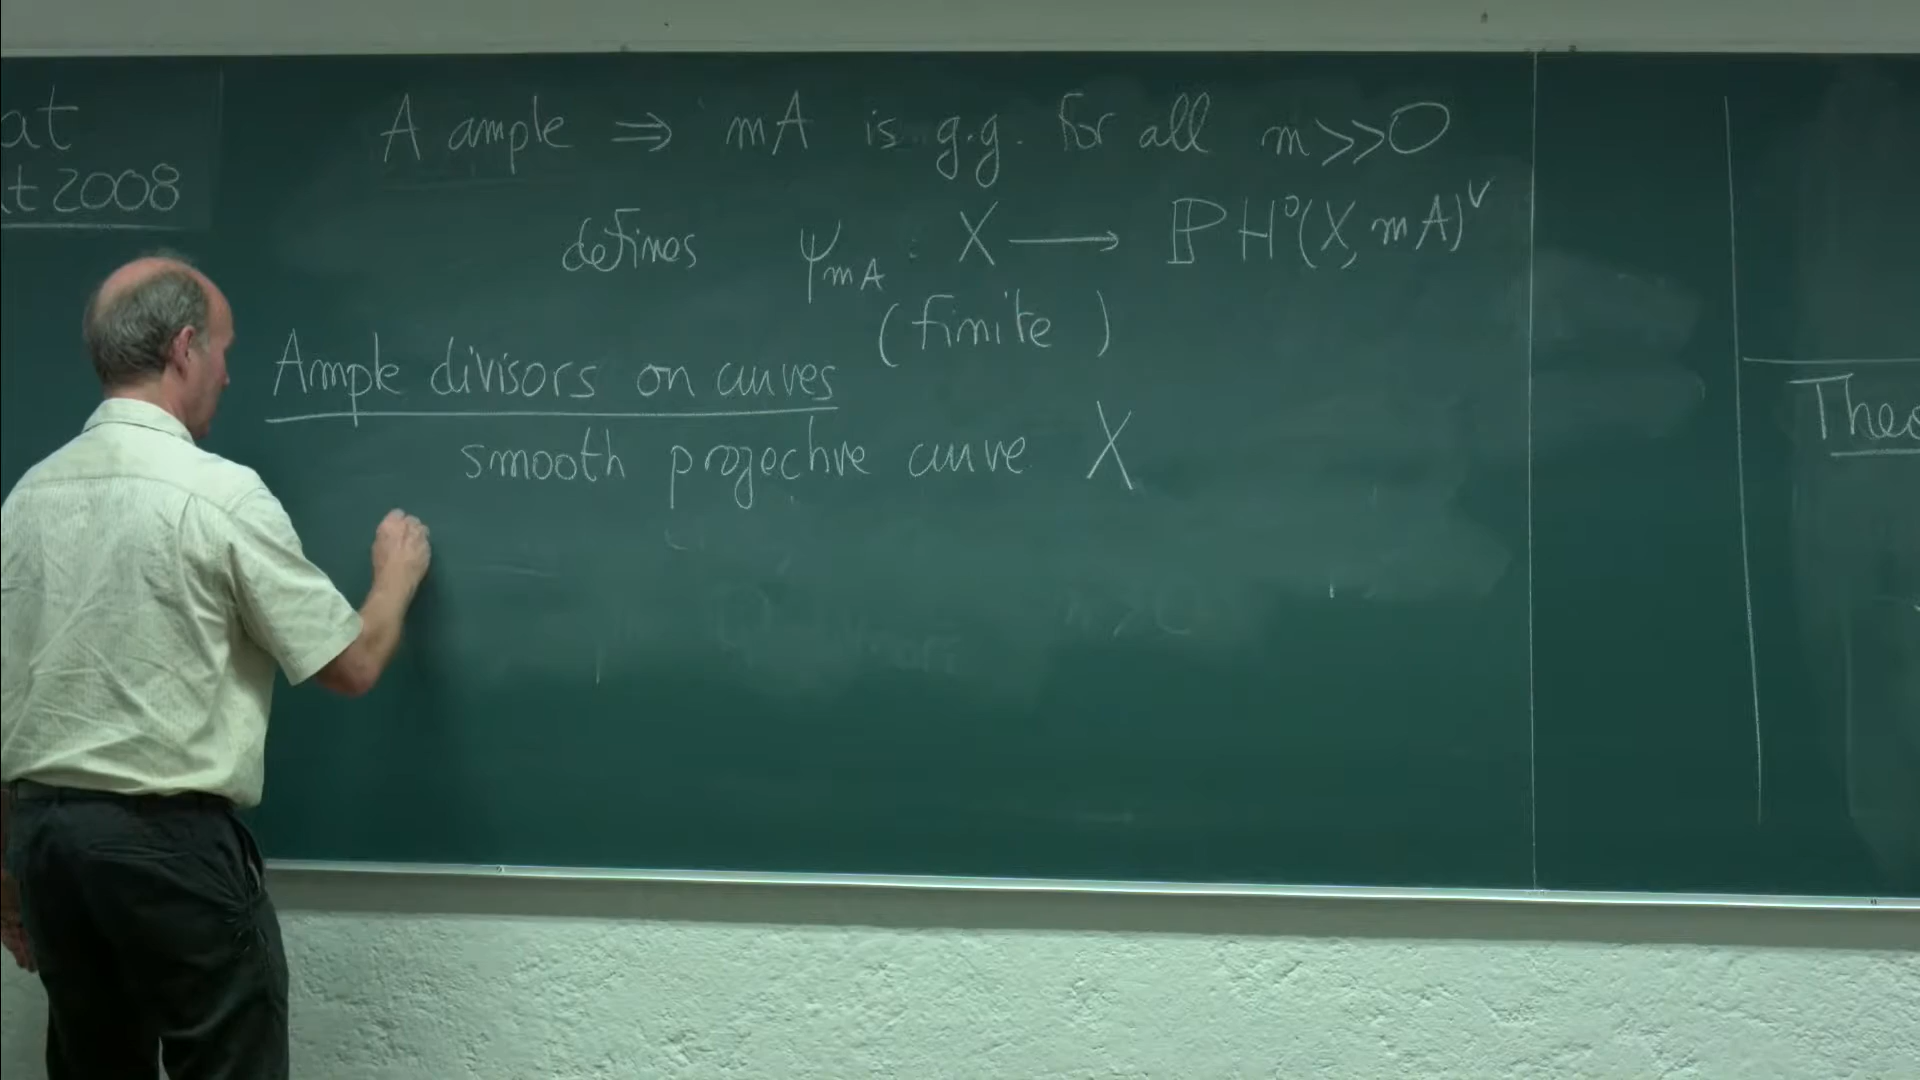 at
t 2008
A ample ⇒ mA is g.g. for all m>>0
defines ψ_mA : X ⟶ ℙ H⁰(X, mA)^∨
(finite)
Ample divisors on curves
smooth projective curve X
Theo